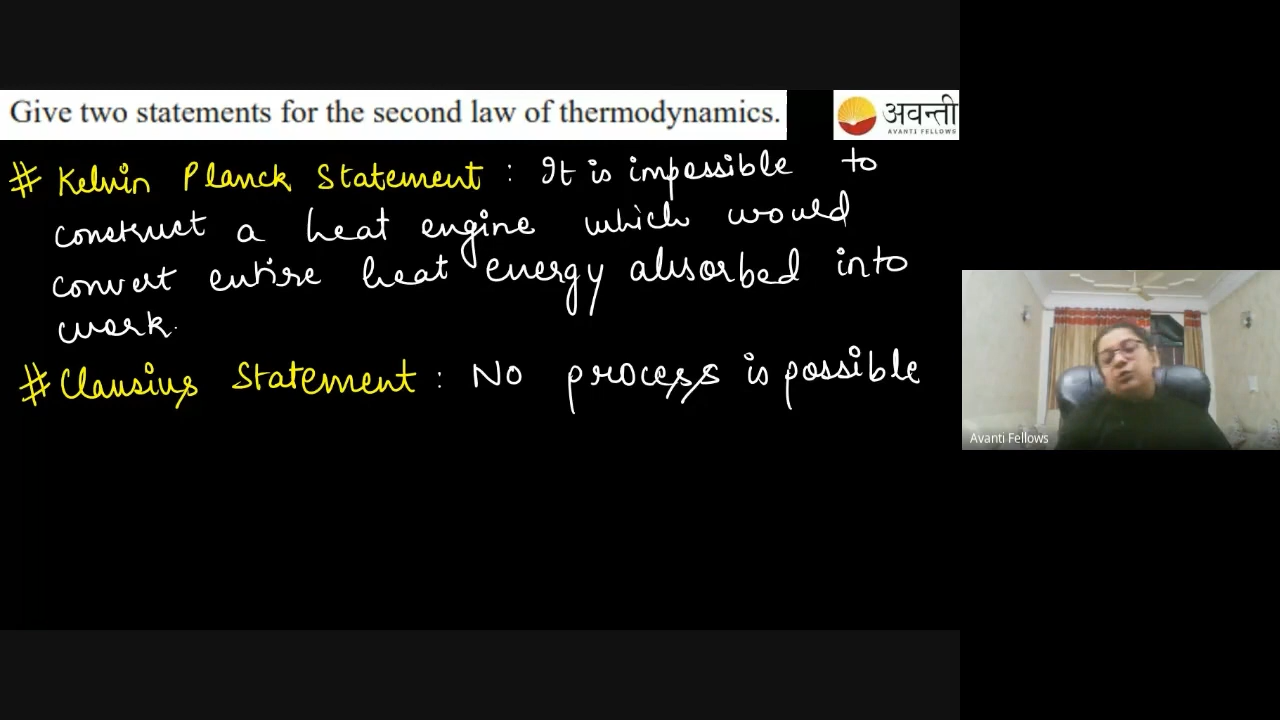 Give two statements for the second law of thermodynamics.
अवन्ती
AVANTI FELLOWS
# Kelvin Planck Statement : It is impossible to
construct a heat engine which would
convert entire heat energy absorbed into
work.
# Clausius Statement : No process is possible
Avanti Fellows